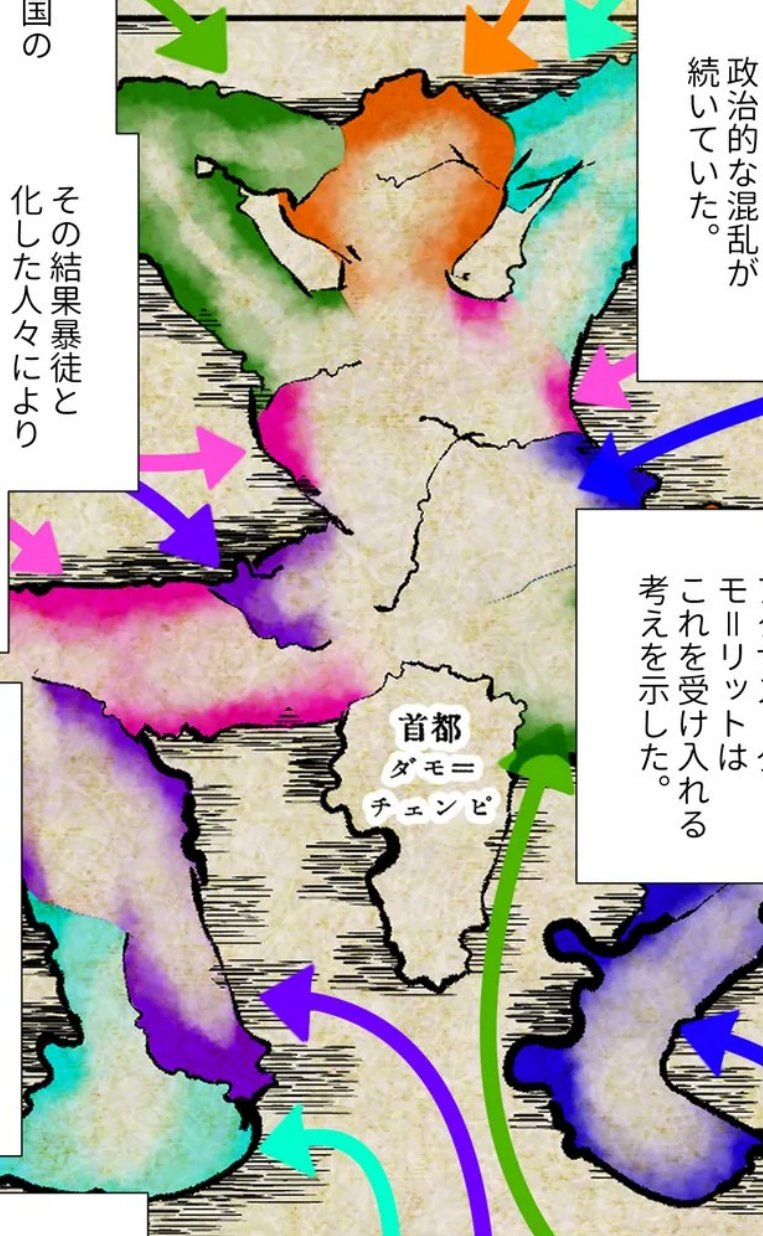 政治的な混乱が
続いていた。
国の
その結果暴徒と
化した人々により
モ=リットは
これを受け入れる
考えを示した。
首都
ダモ=
チェンピ